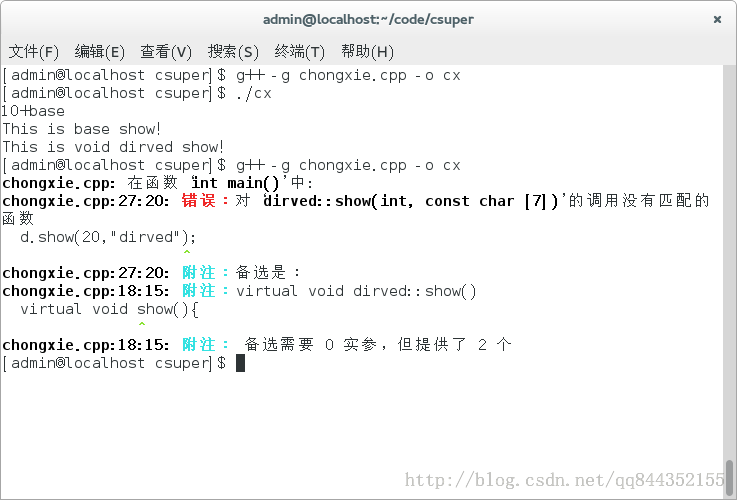 admin@localhost:~/code/csuper ×
文件(F) 编辑(E) 查看(V) 搜索(S) 终端(T) 帮助(H)
[admin@localhost csuper]$ g++ -g chongxie.cpp -o cx
[admin@localhost csuper]$ ./cx
10+base
This is base show!
This is void dirved show!
[admin@localhost csuper]$ g++ -g chongxie.cpp -o cx
chongxie.cpp: 在函数‘int main()’中:
chongxie.cpp:27:20: 错误：对‘dirved::show(int, const char [7])’的调用没有匹配的
函数
d.show(20,"dirved");
^
chongxie.cpp:27:20: 附注：备选是：
chongxie.cpp:18:15: 附注：virtual void dirved::show()
virtual void show(){
^
chongxie.cpp:18:15: 附注： 备选需要 0 实参，但提供了 2 个
[admin@localhost csuper]$
http://blog.csdn.net/qq844352155